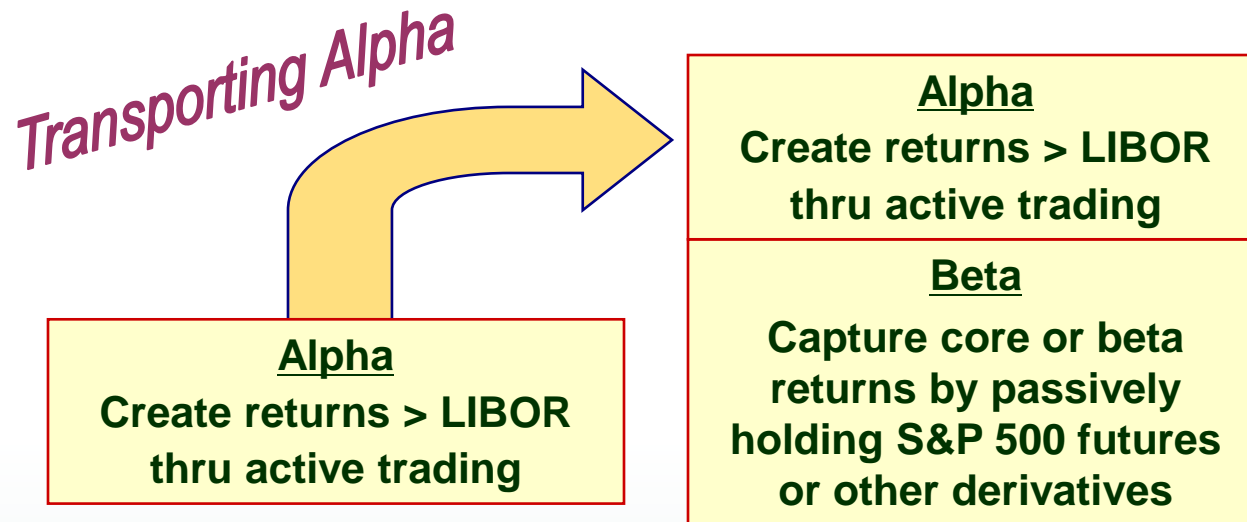 Transporting Alpha
Alpha
Create returns > LIBOR
thru active trading
Alpha
Create returns > LIBOR
thru active trading
Beta
Capture core or beta
returns by passively
holding S&P 500 futures
or other derivatives